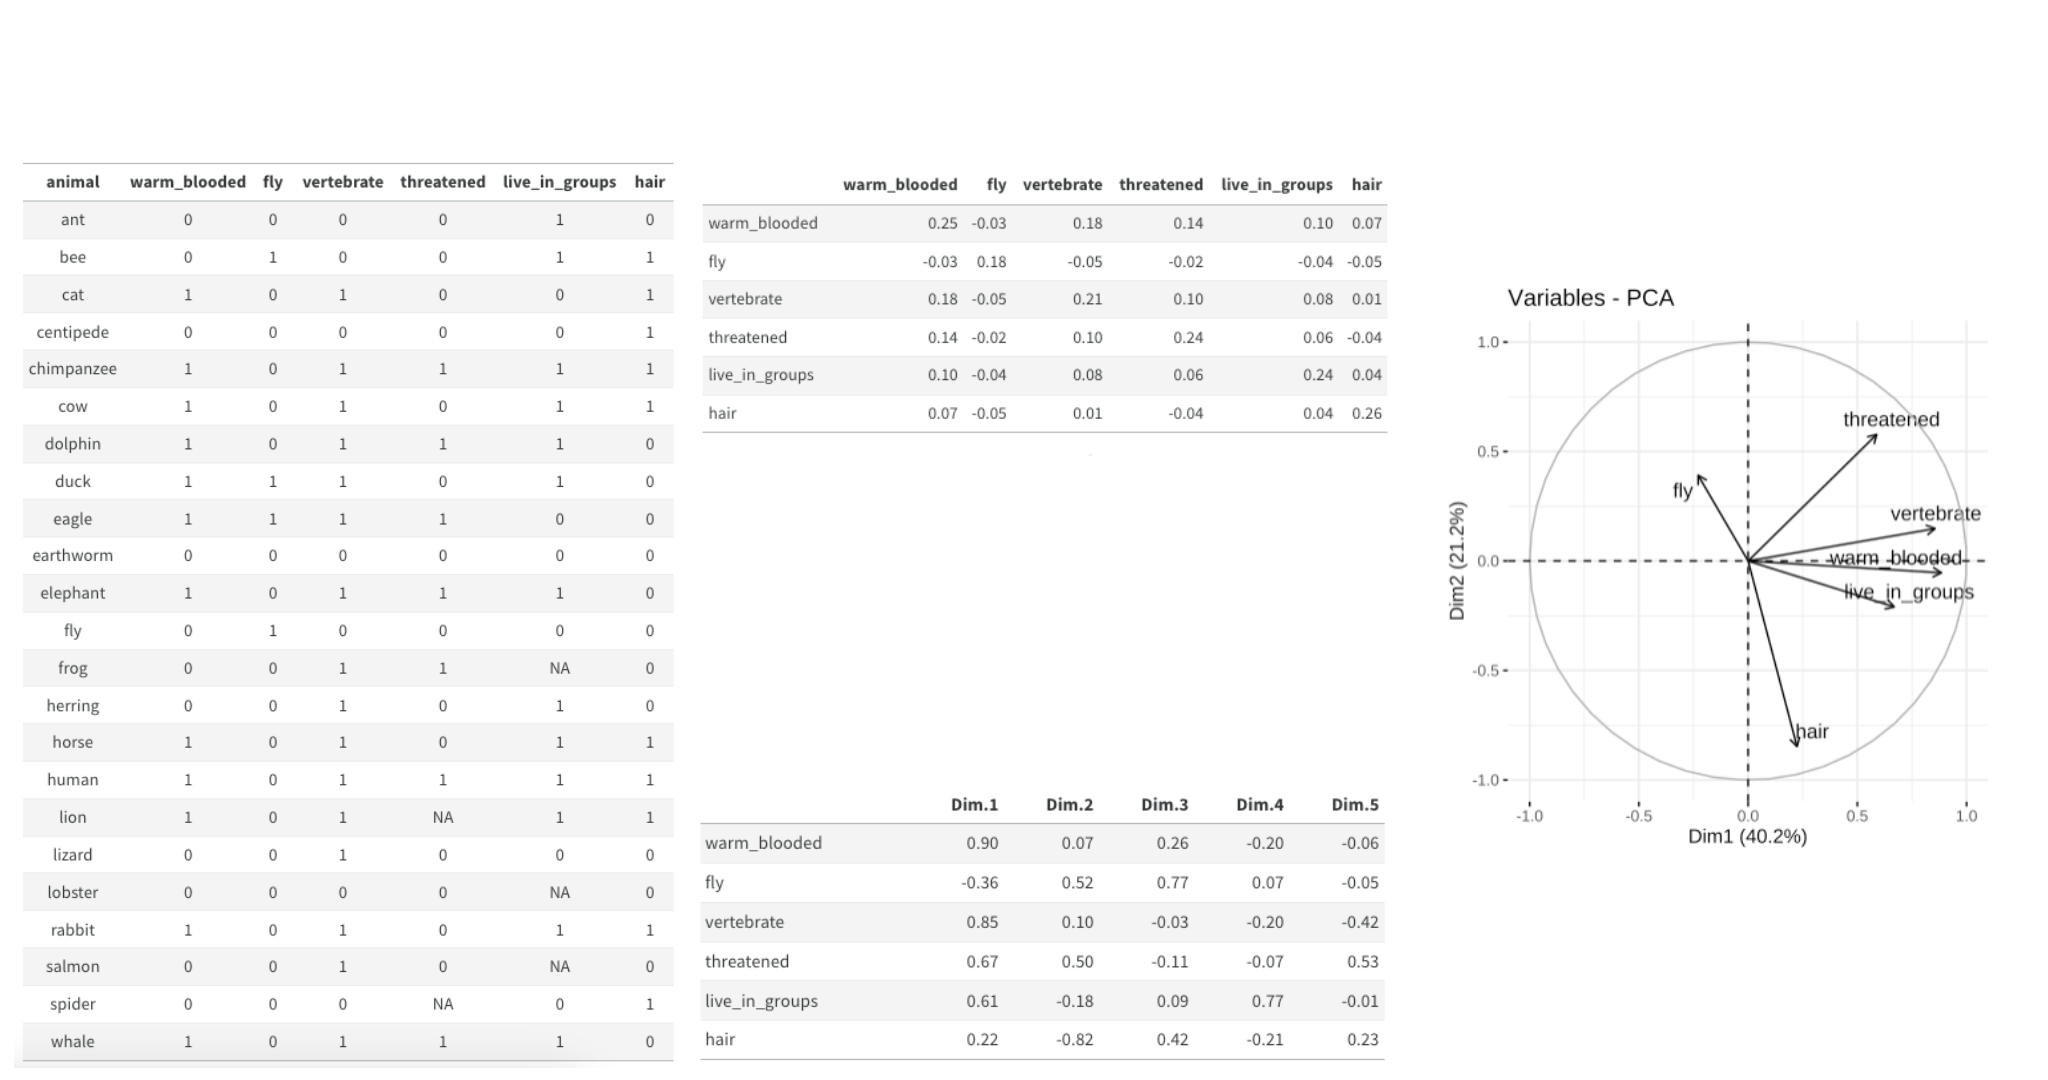 animal warm_blooded fly vertebrate threatened live_in_groups hair
ant 0 0 0 0 1 0
bee 0 1 0 0 1 1
cat 1 0 1 0 0 1
centipede 0 0 0 0 0 1
chimpanzee 1 0 1 1 1 1
cow 1 0 1 0 1 1
dolphin 1 0 1 1 1 0
duck 1 1 1 0 1 0
eagle 1 1 1 1 0 0
earthworm 0 0 0 0 0 0
elephant 1 0 1 1 1 0
fly 0 1 0 0 0 0
frog 0 0 1 1 NA 0
herring 0 0 1 0 1 0
horse 1 0 1 0 1 1
human 1 0 1 1 1 1
lion 1 0 1 NA 1 1
lizard 0 0 1 0 0 0
lobster 0 0 0 0 NA 0
rabbit 1 0 1 0 1 1
salmon 0 0 1 0 NA 0
spider 0 0 0 NA 0 1
whale 1 0 1 1 1 0
warm_blooded fly vertebrate threatened live_in_groups hair
warm_blooded 0.25 -0.03 0.18 0.14 0.10 0.07
fly -0.03 0.18 -0.05 -0.02 -0.04 -0.05
vertebrate 0.18 -0.05 0.21 0.10 0.08 0.01
threatened 0.14 -0.02 0.10 0.24 0.06 -0.04
live_in_groups 0.10 -0.04 0.08 0.06 0.24 0.04
hair 0.07 -0.05 0.01 -0.04 0.04 0.26
Dim.1 Dim.2 Dim.3 Dim.4 Dim.5
warm_blooded 0.90 0.07 0.26 -0.20 -0.06
fly -0.36 0.52 0.77 0.07 -0.05
vertebrate 0.85 0.10 -0.03 -0.20 -0.42
threatened 0.67 0.50 -0.11 -0.07 0.53
live_in_groups 0.61 -0.18 0.09 0.77 -0.01
hair 0.22 -0.82 0.42 -0.21 0.23
Variables - PCA
1.0
threatened
0.5
fly
vertebrate
0.0
warm_blooded
live_in_groups
-0.5
hair
-1.0
Dim2 (21.2%)
-1.0 -0.5 0.0 0.5 1.0
Dim1 (40.2%)